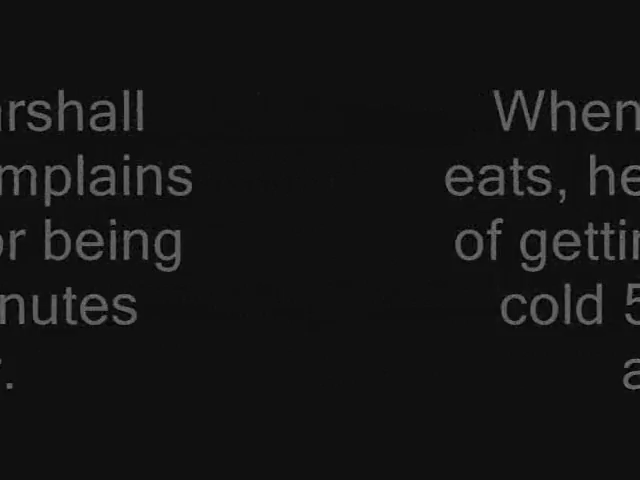 arshall
mplains
or being
nutes
.
When
eats, he
of gettin
cold 5
a